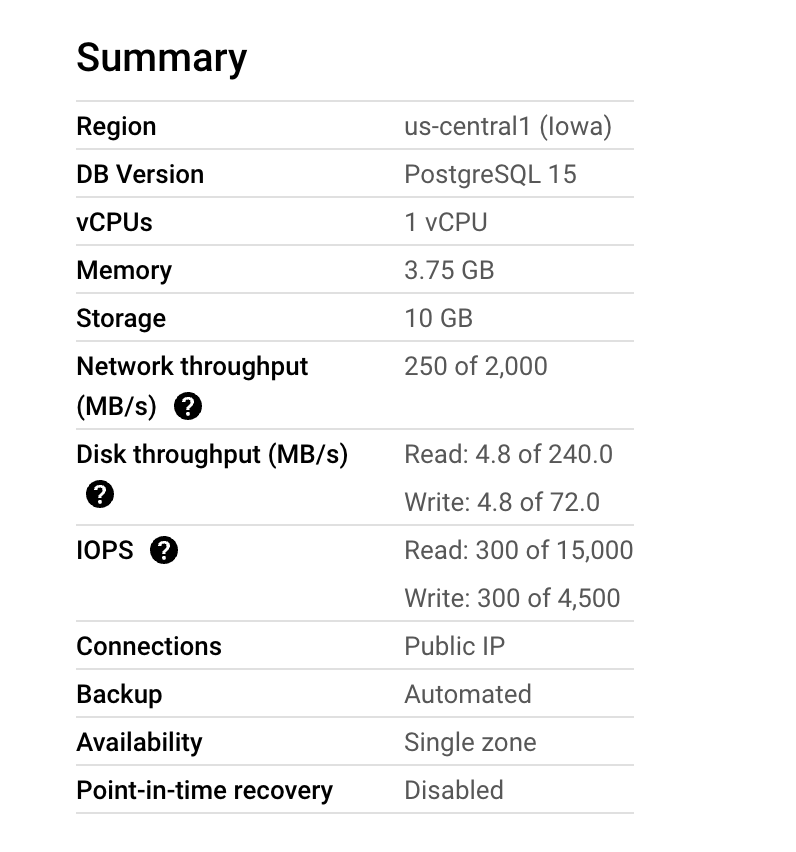 Summary
Region us-central1 (Iowa)
DB Version PostgreSQL 15
vCPUs 1 vCPU
Memory 3.75 GB
Storage 10 GB
Network throughput 250 of 2,000
(MB/s) ?
Disk throughput (MB/s) Read: 4.8 of 240.0
? Write: 4.8 of 72.0
IOPS ? Read: 300 of 15,000
Write: 300 of 4,500
Connections Public IP
Backup Automated
Availability Single zone
Point-in-time recovery Disabled